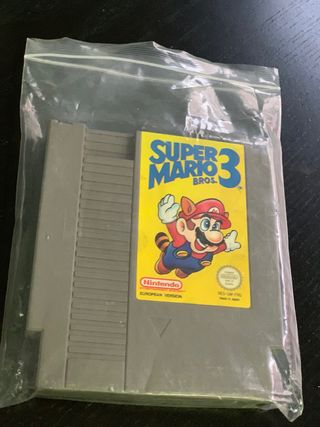 SUPER
MARIO 3
BROS.
Nintendo
EUROPEAN VERSION